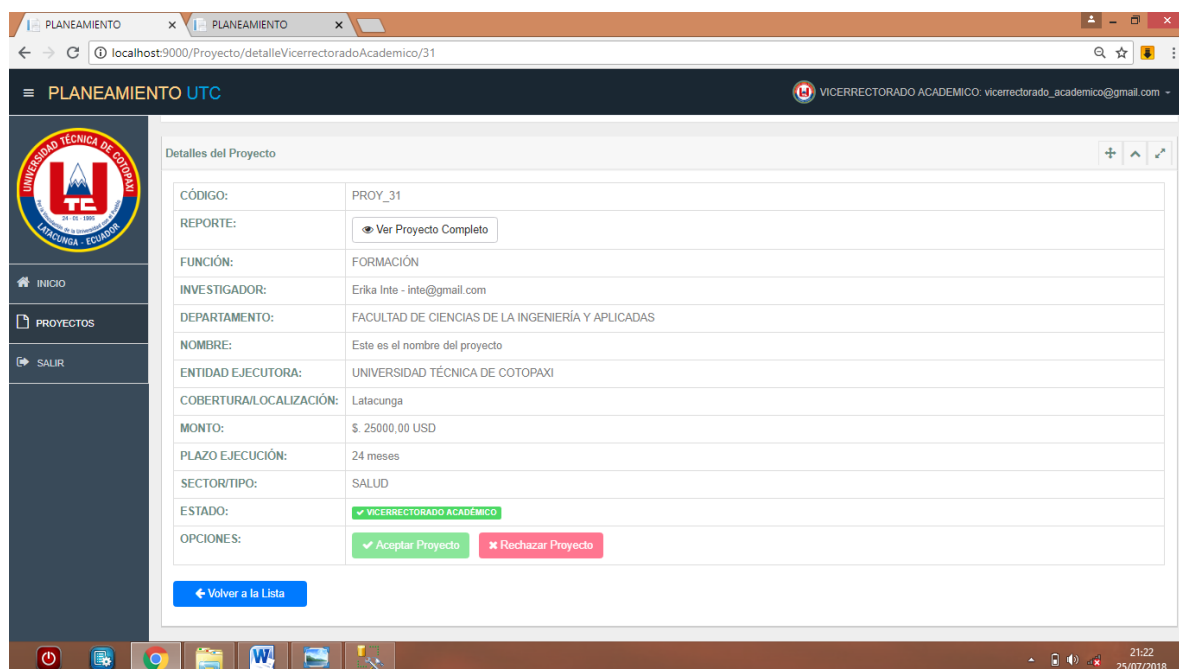 PLANEAMIENTO
PLANEAMIENTO
localhost:9000/Proyecto/detalleVicerrectoradoAcademico/31
PLANEAMIENTO UTC
VICERRECTORADO ACADEMICO: vicerrectorado_academico@gmail.com
UNIVERSIDAD TÉCNICA DE COTOPAXI
UTC
24 - 01 - 1995
LATACUNGA - ECUADOR
INICIO
PROYECTOS
SALIR
Detalles del Proyecto
CÓDIGO: PROY_31
REPORTE: Ver Proyecto Completo
FUNCIÓN: FORMACIÓN
INVESTIGADOR: Erika Inte - inte@gmail.com
DEPARTAMENTO: FACULTAD DE CIENCIAS DE LA INGENIERÍA Y APLICADAS
NOMBRE: Este es el nombre del proyecto
ENTIDAD EJECUTORA: UNIVERSIDAD TÉCNICA DE COTOPAXI
COBERTURA/LOCALIZACIÓN: Latacunga
MONTO: $. 25000,00 USD
PLAZO EJECUCIÓN: 24 meses
SECTOR/TIPO: SALUD
ESTADO: VICERRECTORADO ACADÉMICO
OPCIONES: Aceptar Proyecto Rechazar Proyecto
Volver a la Lista
21:22
25/07/2018